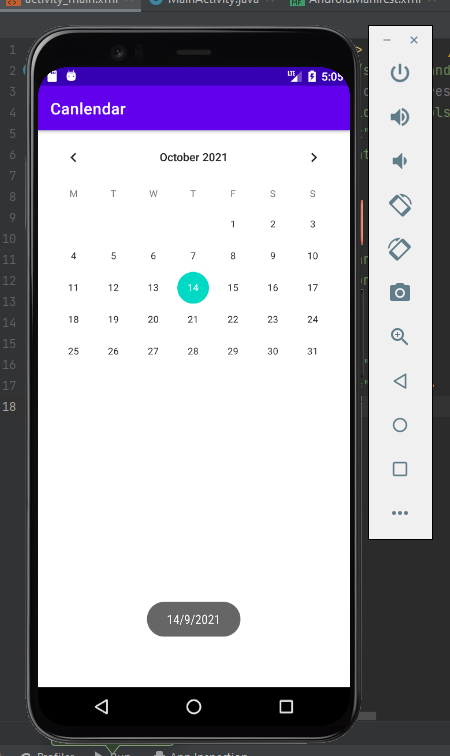 activity_main.xml MainActivity.java AndroidManifest.xml
1
2
3
4
5
6
7
8
9
10
11
12
13
14
15
16
17
18
LTE 5:05
Canlendar
October 2021
M T W T F S S
1 2 3
4 5 6 7 8 9 10
11 12 13 14 15 16 17
18 19 20 21 22 23 24
25 26 27 28 29 30 31
14/9/2021
Profiler Run App Inspection